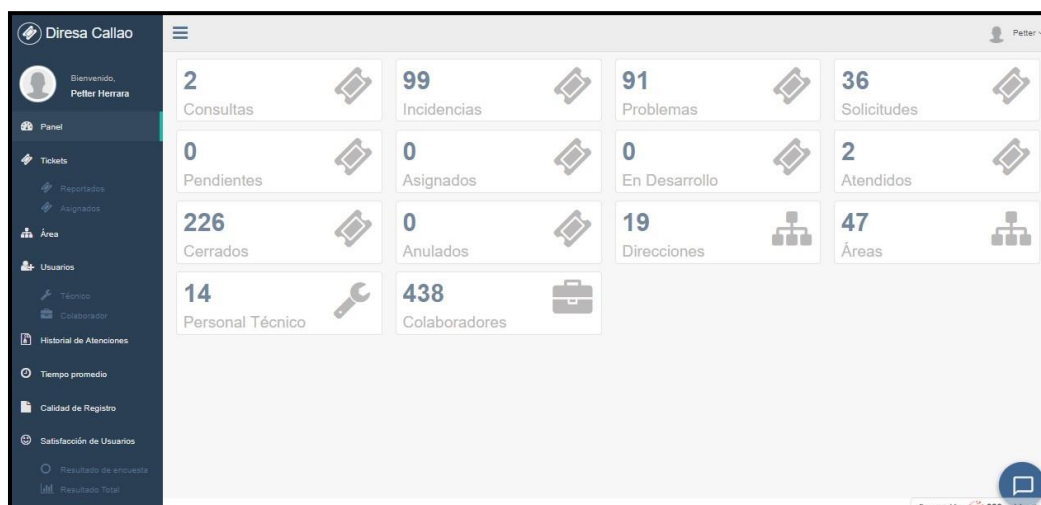 Diresa Callao
Petter
Bienvenido,
Petter Herrara
Panel
Tickets
Reportados
Asignados
Área
Usuarios
Técnico
Colaborador
Historial de Atenciones
Tiempo promedio
Calidad de Registro
Satisfacción de Usuarios
Resultado de encuesta
Resultado Total
2
Consultas
99
Incidencias
91
Problemas
36
Solicitudes
0
Pendientes
0
Asignados
0
En Desarrollo
2
Atendidos
226
Cerrados
0
Anulados
19
Direcciones
47
Áreas
14
Personal Técnico
438
Colaboradores